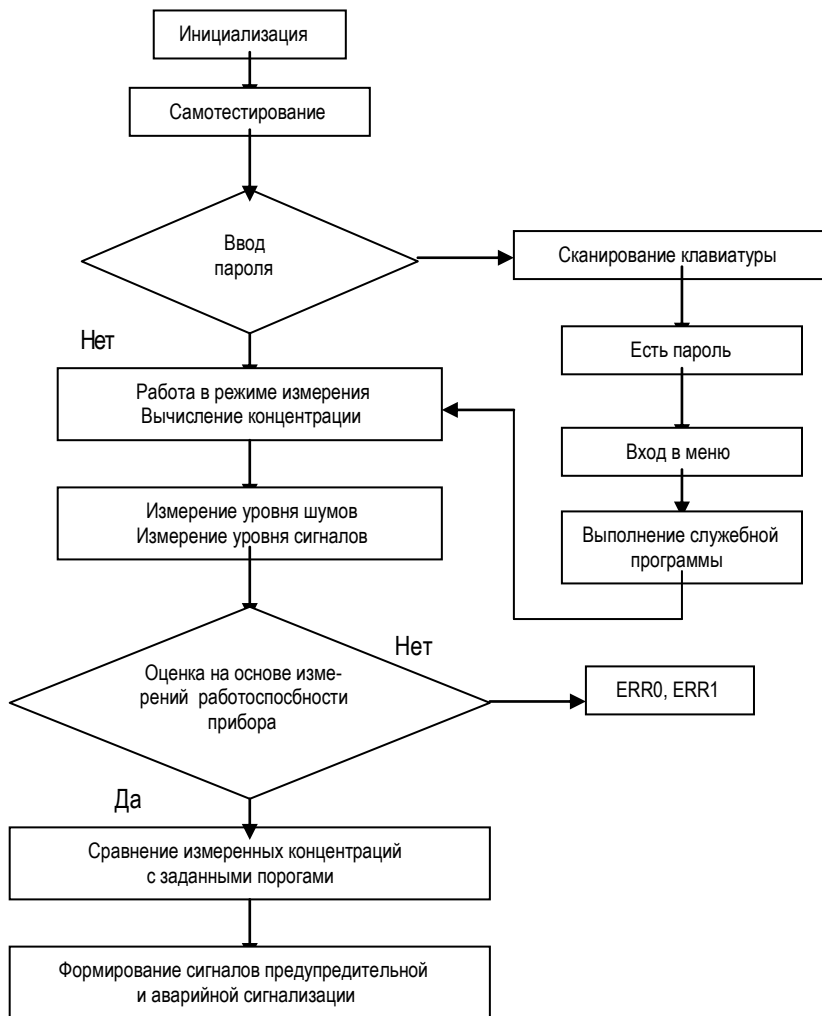 Инициализация
Самотестирование
Ввод
пароля
Сканирование клавиатуры
Нет
Есть пароль
Работа в режиме измерения
Вычисление концентрации
Вход в меню
Измерение уровня шумов
Измерение уровня сигналов
Выполнение служебной
программы
Нет
Оценка на основе изме-
рений работоспосбности
прибора
ERR0, ERR1
Да
Сравнение измеренных концентраций
с заданными порогами
Формирование сигналов предупредительной
и аварийной сигнализации